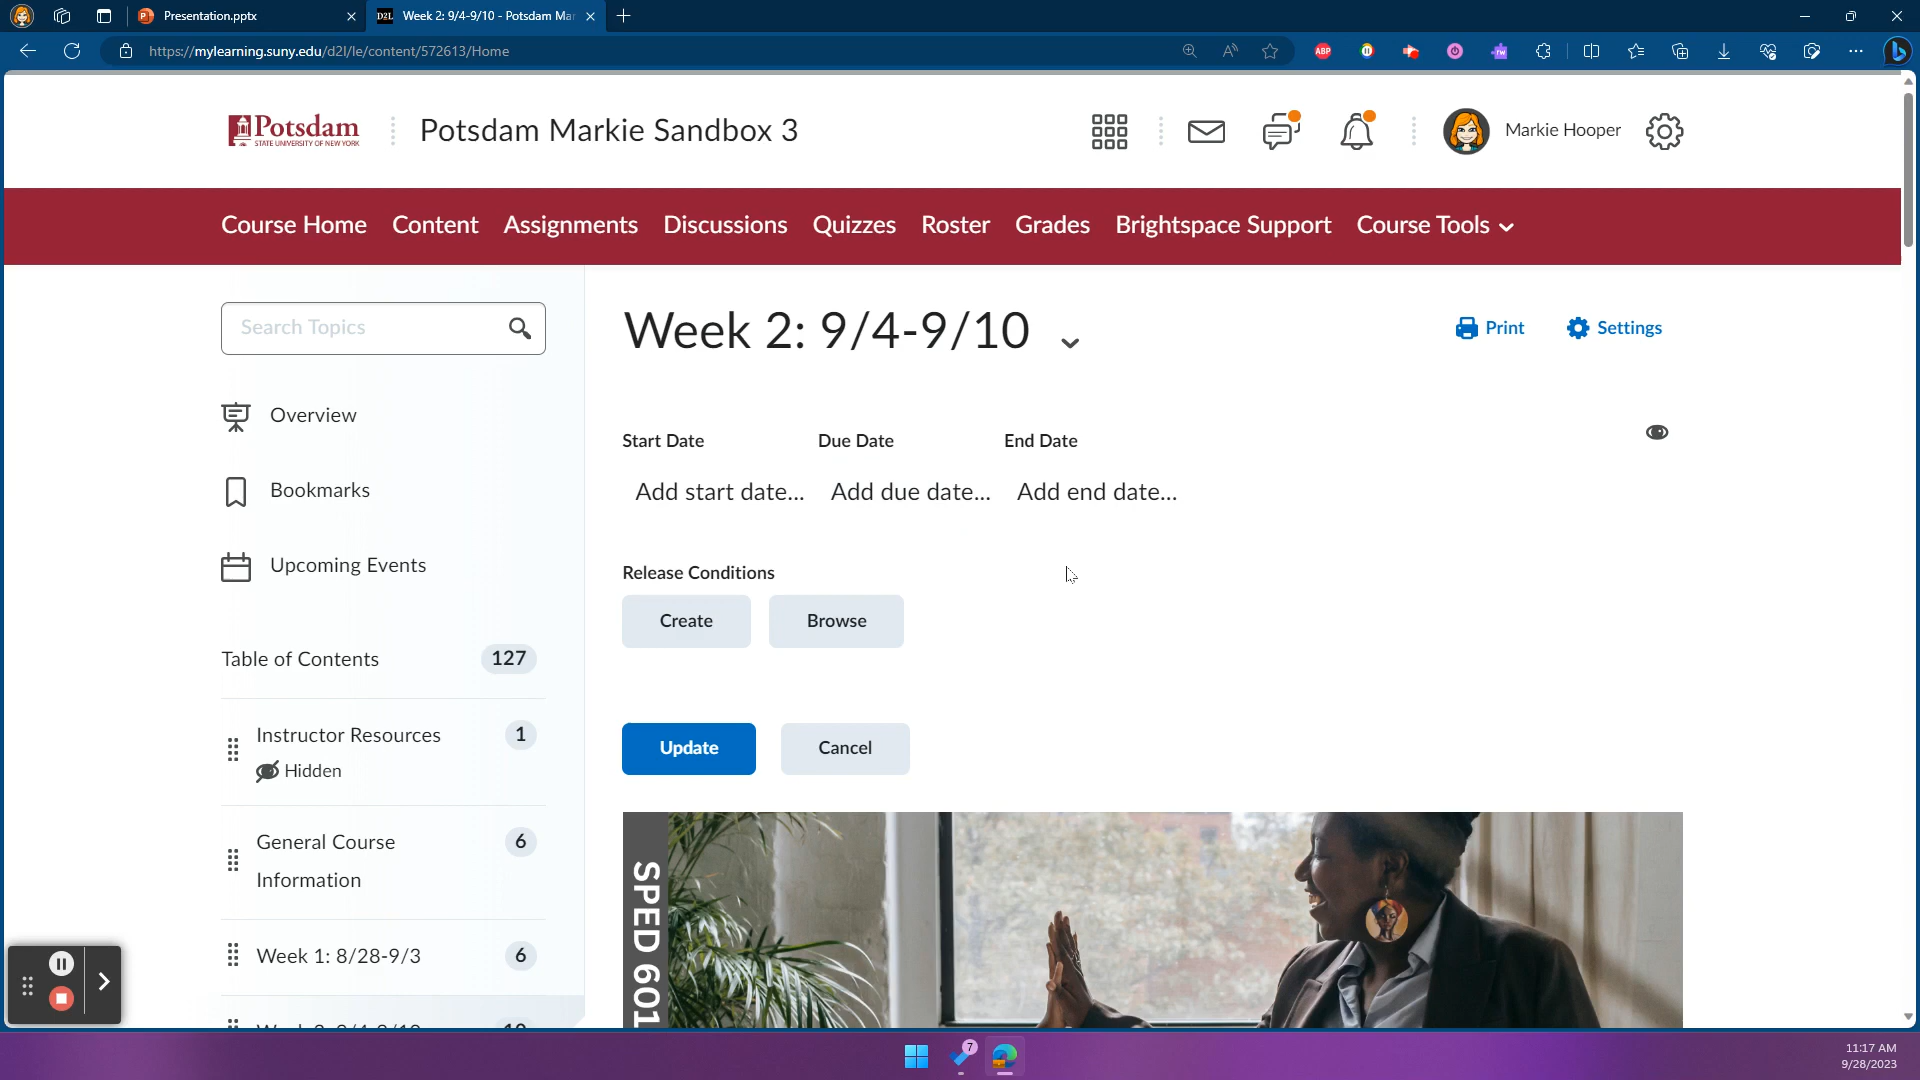 Presentation.pptx
D2L Week 2: 9/4-9/10 - Potsdam Mar
https://mylearning.suny.edu/d2l/le/content/572613/Home
ABP
Potsdam
STATE UNIVERSITY OF NEW YORK
Potsdam Markie Sandbox 3
Markie Hooper
Course Home Content Assignments Discussions Quizzes Roster Grades Brightspace Support Course Tools
Search Topics
Overview
Bookmarks
Upcoming Events
Table of Contents 127
Instructor Resources 1
Hidden
General Course 6
Information
Week 1: 8/28-9/3 6
Week 2: 9/4-9/10
Print
Settings
Start Date Due Date End Date
Add start date... Add due date... Add end date...
Release Conditions
Create Browse
Update Cancel
SPED 601
7
11:17 AM
9/28/2023